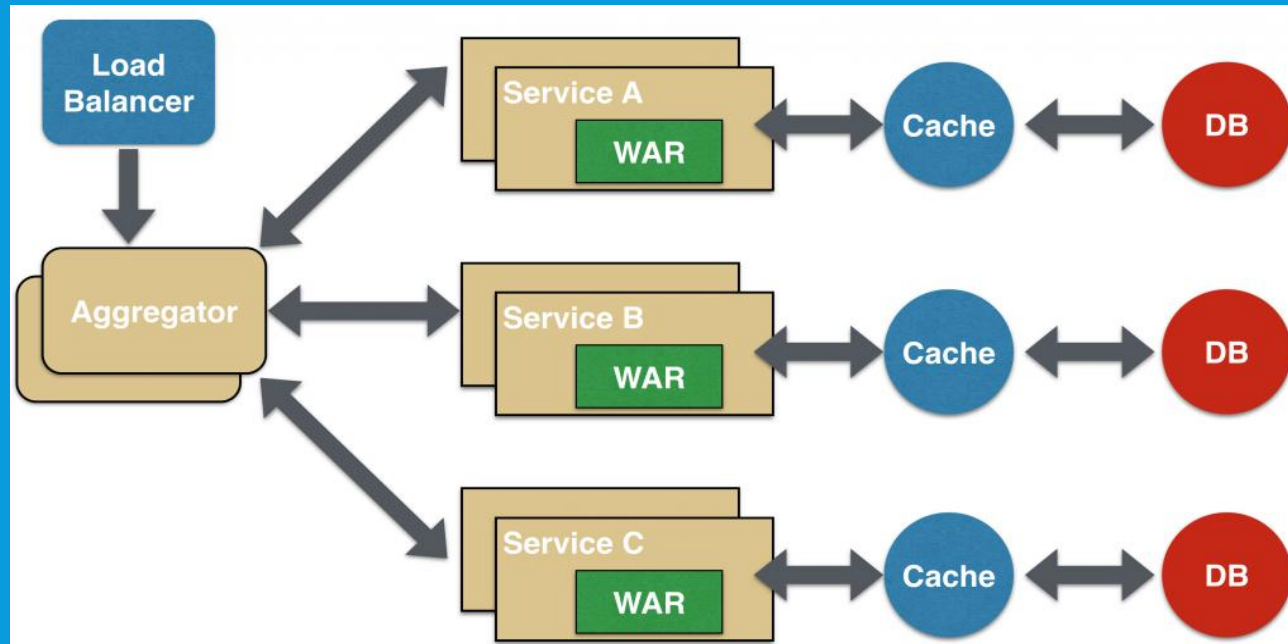 Load
Balancer
Service A
WAR
Cache
DB
Aggregator
Service B
WAR
Cache
DB
Service C
WAR
Cache
DB